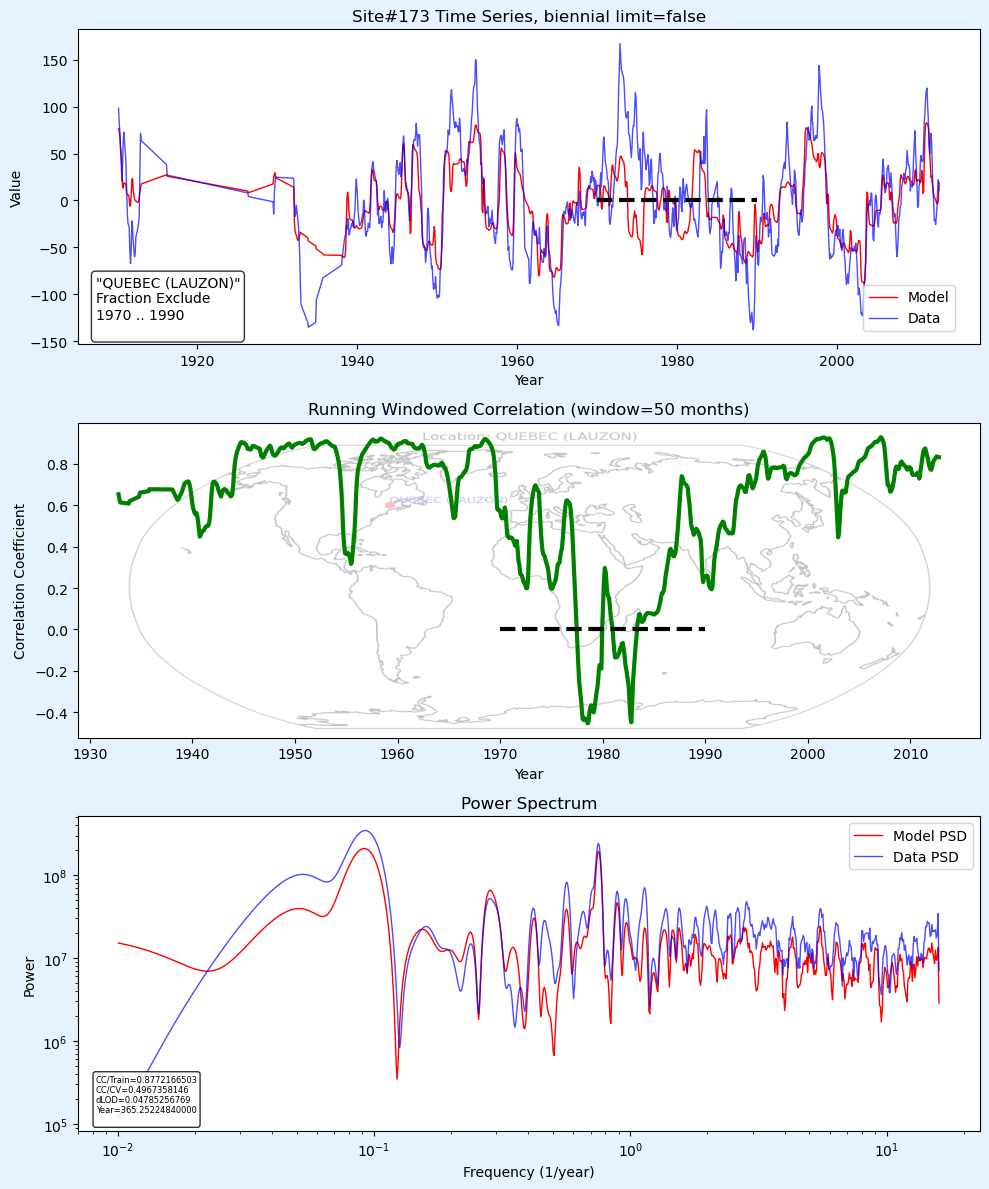 Site#173 Time Series, biennial limit=false
150
100
50
0
−50
−100
−150
Value
"QUEBEC (LAUZON)"
Fraction Exclude
1970 .. 1990
Model
Data
1920
1940
1960
1980
2000
Year
Running Windowed Correlation (window=50 months)
Location: QUEBEC (LAUZON)
QUEBEC (LAUZON)
0.8
0.6
0.4
0.2
0.0
−0.2
−0.4
Correlation Coefficient
1930
1940
1950
1960
1970
1980
1990
2000
2010
Year
Power Spectrum
Model PSD
Data PSD
10⁸
10⁷
10⁶
10⁵
Power
CC/Train=0.8772166503
CC/CV=0.4967358146
dLOD=0.04785256769
Year=365.25224840000
10⁻²
10⁻¹
10⁰
10¹
Frequency (1/year)